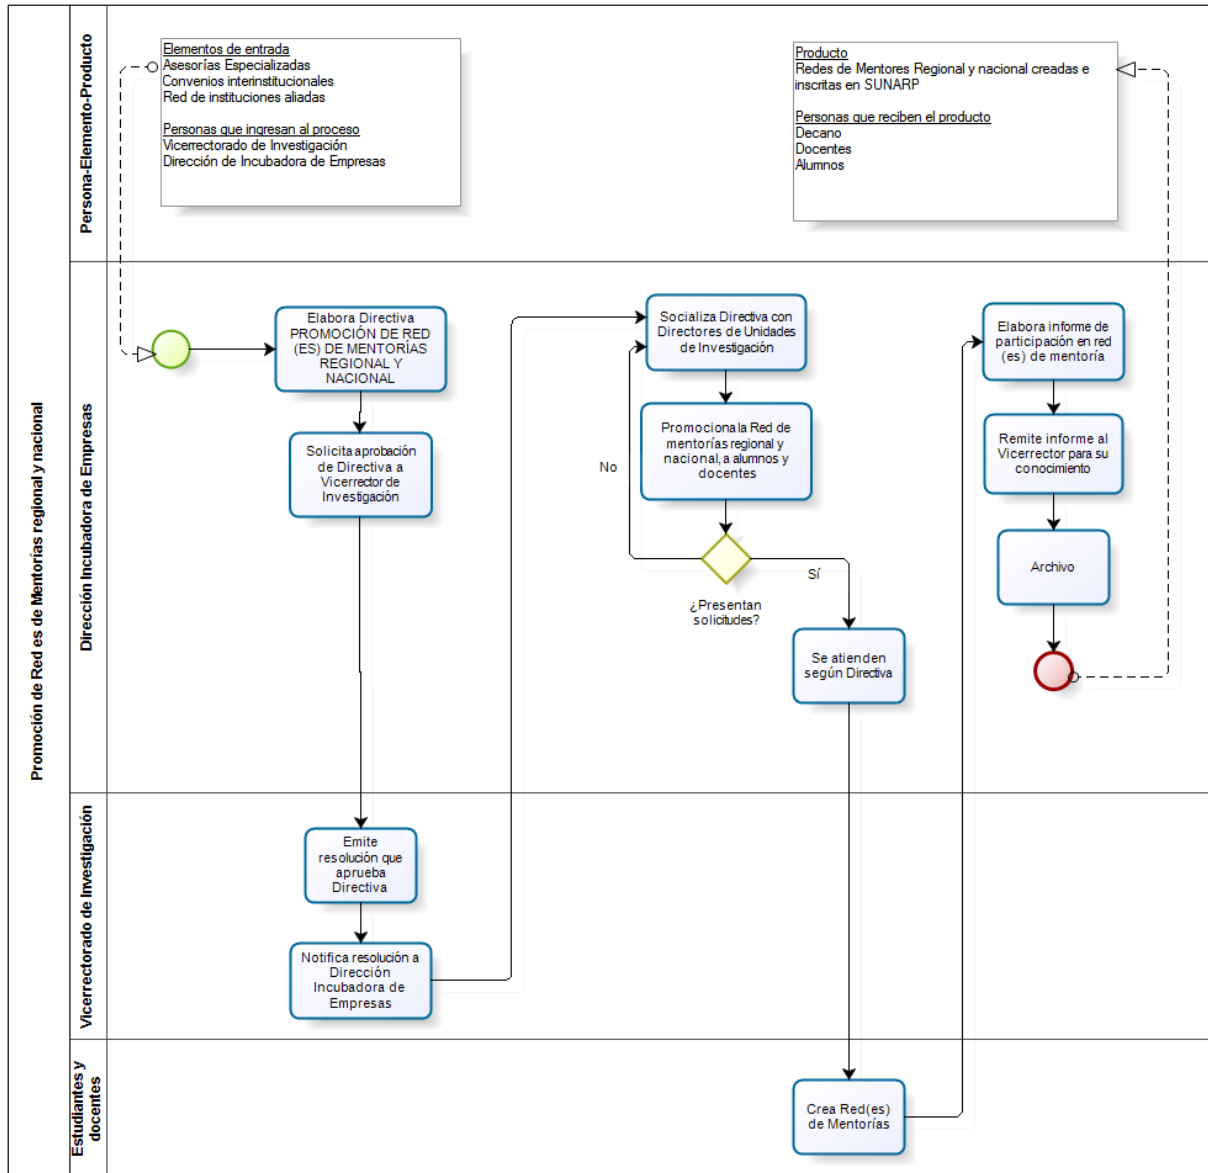 Promoción de Red es de Mentorías regional y nacional
Persona-Elemento-Producto
Elementos de entrada
Asesorías Especializadas
Convenios interinstitucionales
Red de instituciones aliadas
Personas que ingresan al proceso
Vicerrectorado de Investigación
Dirección de Incubadora de Empresas
Producto
Redes de Mentores Regional y nacional creadas e
inscritas en SUNARP
Personas que reciben el producto
Decano
Docentes
Alumnos
Dirección Incubadora de Empresas
Elabora Directiva
PROMOCIÓN DE RED
(ES) DE MENTORÍAS
REGIONAL Y
NACIONAL
Solicita aprobación
de Directiva a
Vicerrector de
Investigación
Socializa Directiva con
Directores de Unidades
de Investigación
Promociona la Red de
mentorías regional y
nacional, a alumnos y
docentes
No
¿Presentan
solicitudes?
Sí
Se atienden
según Directiva
Elabora informe de
participación en red
(es) de mentoría
Remite informe al
Vicerrector para su
conocimiento
Archivo
Vicerrectorado de Investigación
Emite
resolución que
aprueba
Directiva
Notifica resolución a
Dirección
Incubadora de
Empresas
Estudiantes y
docentes
Crea Red(es)
de Mentorías